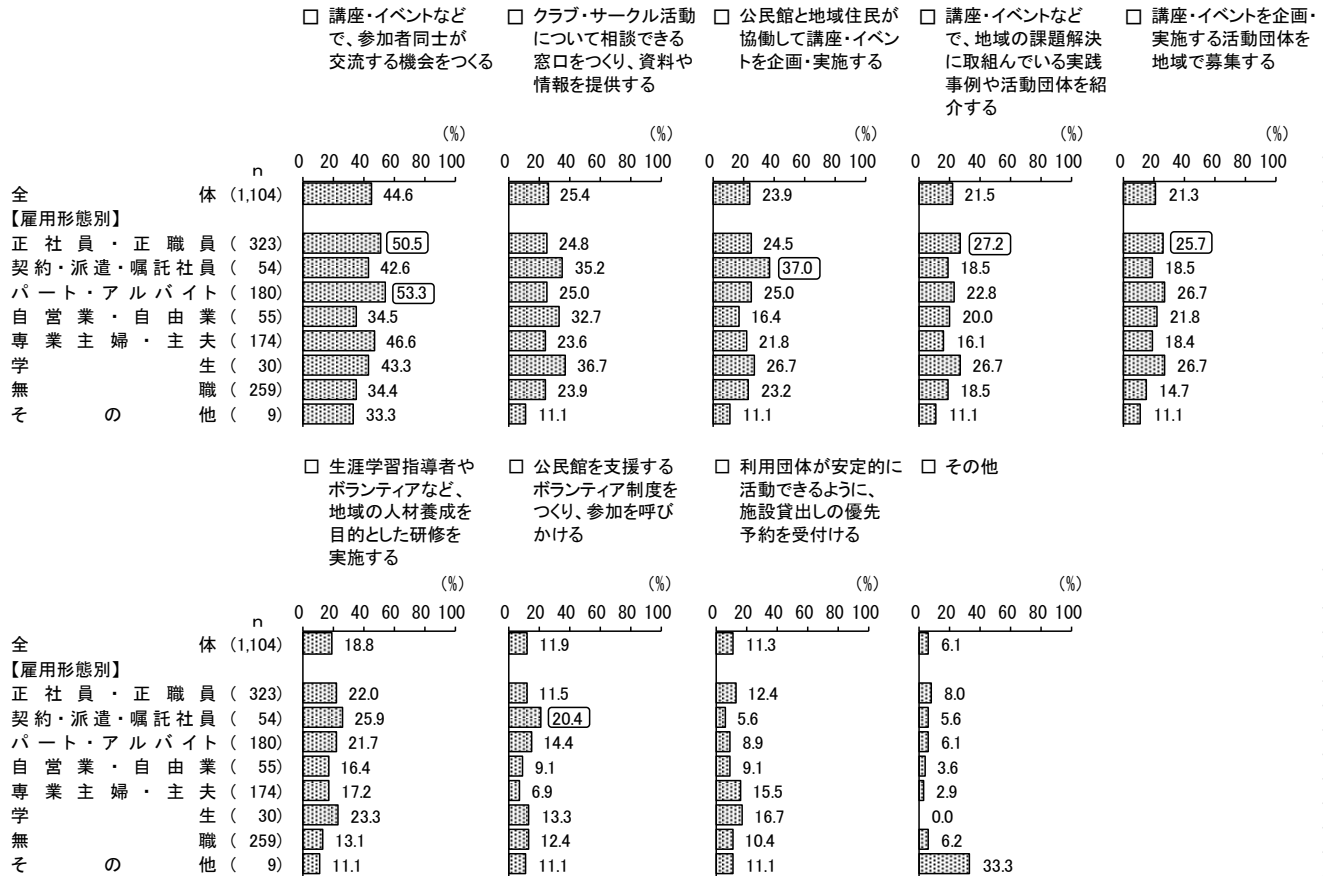 □ 講座・イベントなど
で、参加者同士が
交流する機会をつくる
□ クラブ・サークル活動
について相談できる
窓口をつくり、資料や
情報を提供する
□ 公民館と地域住民が
協働して講座・イベン
トを企画・実施する
□ 講座・イベントなど
で、地域の課題解決
に取組んでいる実践
事例や活動団体を紹
介する
□ 講座・イベントを企画・
実施する活動団体を
地域で募集する
(%) (%) (%) (%) (%)
n 0 20 40 60 80 100 0 20 40 60 80 100 0 20 40 60 80 100 0 20 40 60 80 100 0 20 40 60 80 100
全体 (1,104) 44.6 25.4 23.9 21.5 21.3
【雇用形態別】
正社員・正職員 ( 323) 50.5 24.8 24.5 27.2 25.7
契約・派遣・嘱託社員 ( 54) 42.6 35.2 37.0 18.5 18.5
パート・アルバイト ( 180) 53.3 25.0 25.0 22.8 26.7
自営業・自由業 ( 55) 34.5 32.7 16.4 20.0 21.8
専業主婦・主夫 ( 174) 46.6 23.6 21.8 16.1 18.4
学生 ( 30) 43.3 36.7 26.7 26.7 26.7
無職 ( 259) 34.4 23.9 23.2 18.5 14.7
その他 ( 9) 33.3 11.1 11.1 11.1 11.1
□ 生涯学習指導者や
ボランティアなど、
地域の人材養成を
目的とした研修を
実施する
□ 公民館を支援する
ボランティア制度を
つくり、参加を呼び
かける
□ 利用団体が安定的に
活動できるように、
施設貸出しの優先
予約を受付ける
□ その他
(%) (%) (%) (%)
n 0 20 40 60 80 100 0 20 40 60 80 100 0 20 40 60 80 100 0 20 40 60 80 100
全体 (1,104) 18.8 11.9 11.3 6.1
【雇用形態別】
正社員・正職員 ( 323) 22.0 11.5 12.4 8.0
契約・派遣・嘱託社員 ( 54) 25.9 20.4 5.6 5.6
パート・アルバイト ( 180) 21.7 14.4 8.9 6.1
自営業・自由業 ( 55) 16.4 9.1 9.1 3.6
専業主婦・主夫 ( 174) 17.2 6.9 15.5 2.9
学生 ( 30) 23.3 13.3 16.7 0.0
無職 ( 259) 13.1 12.4 10.4 6.2
その他 ( 9) 11.1 11.1 11.1 33.3